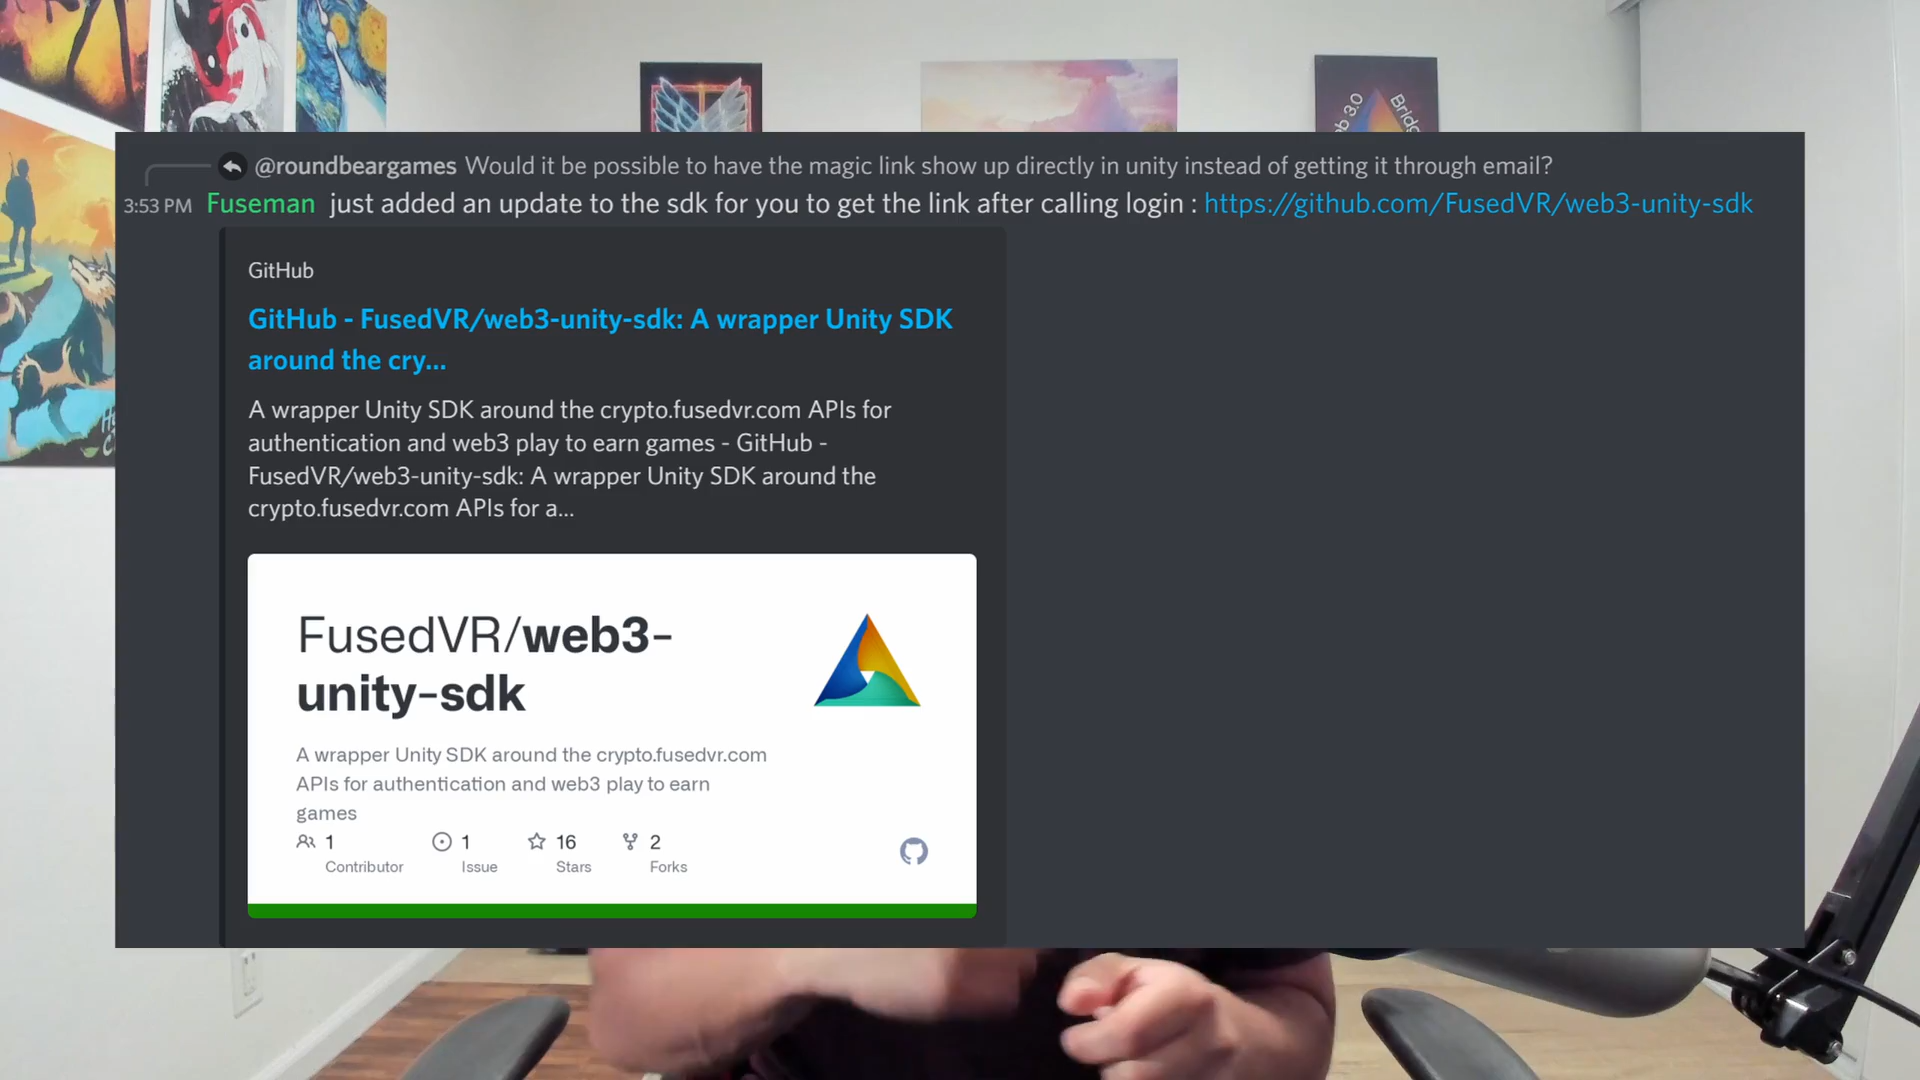 @roundbeargames Would it be possible to have the magic link show up directly in unity instead of getting it through email?
3:53 PM Fuseman just added an update to the sdk for you to get the link after calling login : https://github.com/FusedVR/web3-unity-sdk
GitHub
GitHub - FusedVR/web3-unity-sdk: A wrapper Unity SDK
around the cry...
A wrapper Unity SDK around the crypto.fusedvr.com APIs for
authentication and web3 play to earn games - GitHub -
FusedVR/web3-unity-sdk: A wrapper Unity SDK around the
crypto.fusedvr.com APIs for a...
FusedVR/web3-
unity-sdk
A wrapper Unity SDK around the crypto.fusedvr.com
APIs for authentication and web3 play to earn
games
1 Contributor
1 Issue
16 Stars
2 Forks
3.0